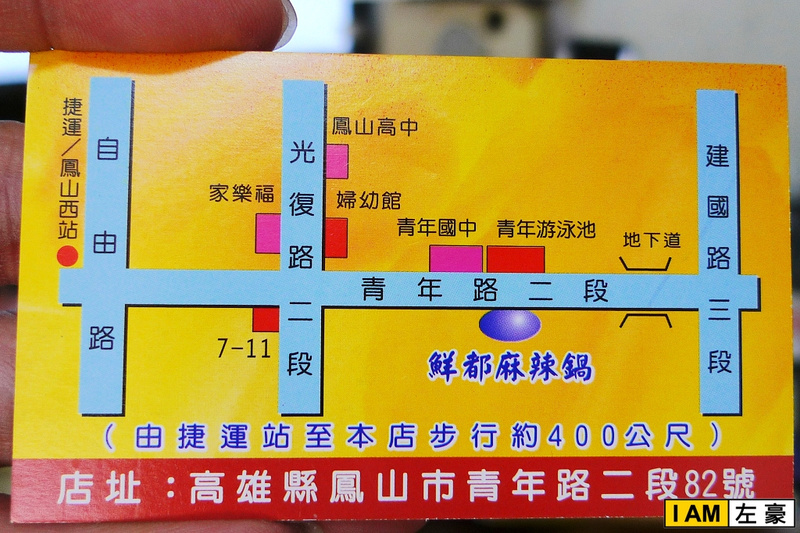 捷運/鳳山西站
自由路
光復路二段
建國路三段
鳳山高中
家樂福
婦幼館
青年國中
青年游泳池
地下道
青年路二段
7-11
鮮都麻辣鍋
(由捷運站至本店步行約400公尺)
店址:高雄縣鳳山市青年路二段82號
I AM 左豪